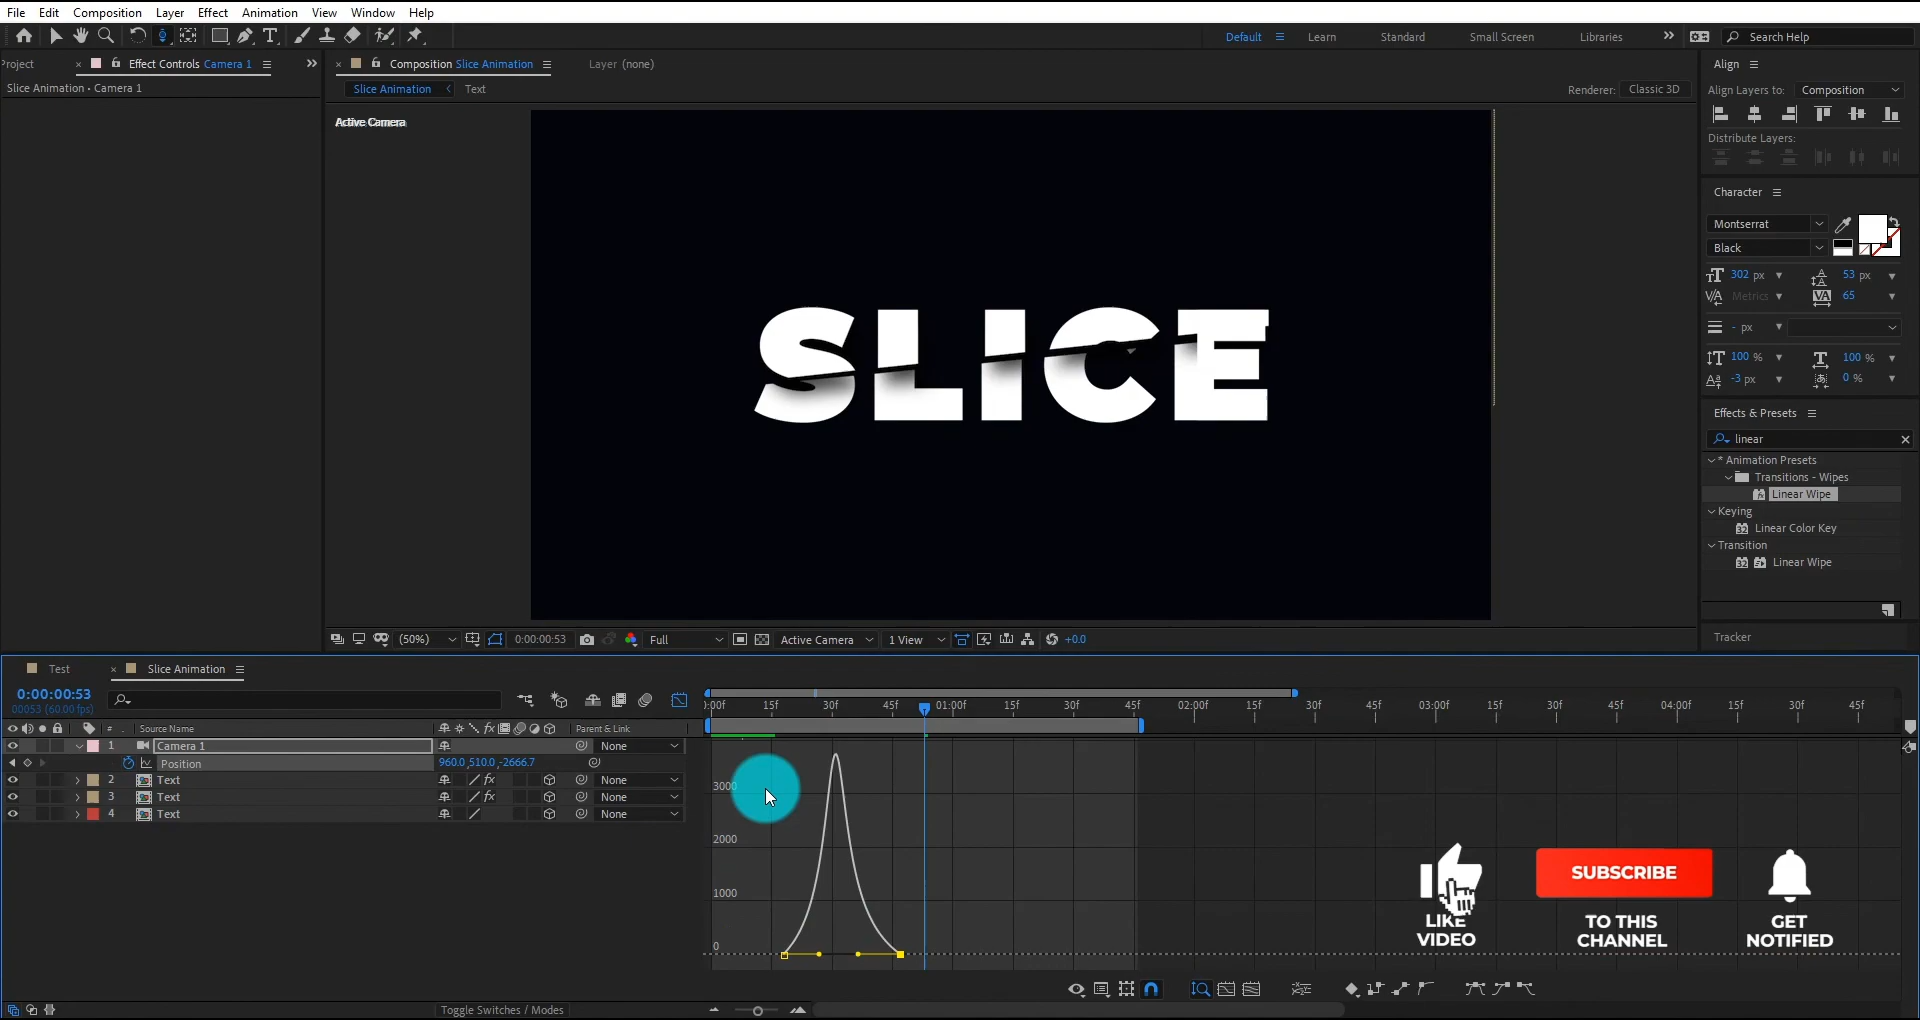 File Edit Composition Layer Effect Animation View Window Help
Default Learn Standard Small Screen Libraries Search Help
Project Effect Controls Camera 1
Composition Slice Animation Layer (none)
Slice Animation • Camera 1
Slice Animation Text
Renderer: Classic 3D
Active Camera
SLICE
(50%) 0:00:00:53 Full Active Camera 1 View +0.0
Align
Align Layers to: Composition
Distribute Layers:
Character
Montserrat
Black
302 px 53 px
Metrics 65
- px
100 % 100 %
-3 px 0 %
Effects & Presets
linear
* Animation Presets
Transitions - Wipes
Linear Wipe
Keying
Linear Color Key
Transition
Linear Wipe
Tracker
Test Slice Animation
0:00:00:53
00053 (60.00 fps)
):00f 15f 30f 45f 01:00f 15f 30f 45f 02:00f 15f 30f 45f 03:00f 15f 30f 45f 04:00f 15f 30f 45f
# . Source Name Parent & Link
1 Camera 1 None
Position 960.0,510.0,-2666.7
2 Text None
3 Text None
4 Text None
3000
2000
1000
0
LIKE
VIDEO
SUBSCRIBE
TO THIS
CHANNEL
GET
NOTIFIED
Toggle Switches / Modes